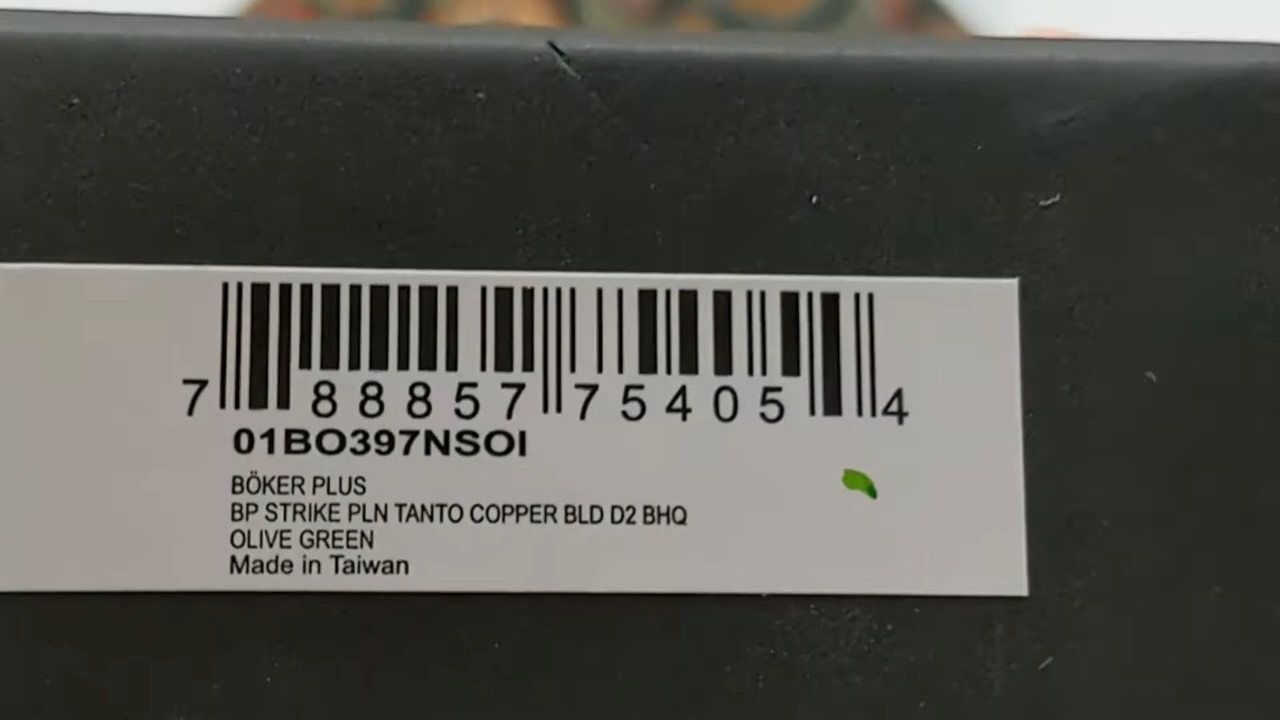 7 88857 75405 4
01BO397NSOI
BÖKER PLUS
BP STRIKE PLN TANTO COPPER BLD D2 BHQ
OLIVE GREEN
Made in Taiwan